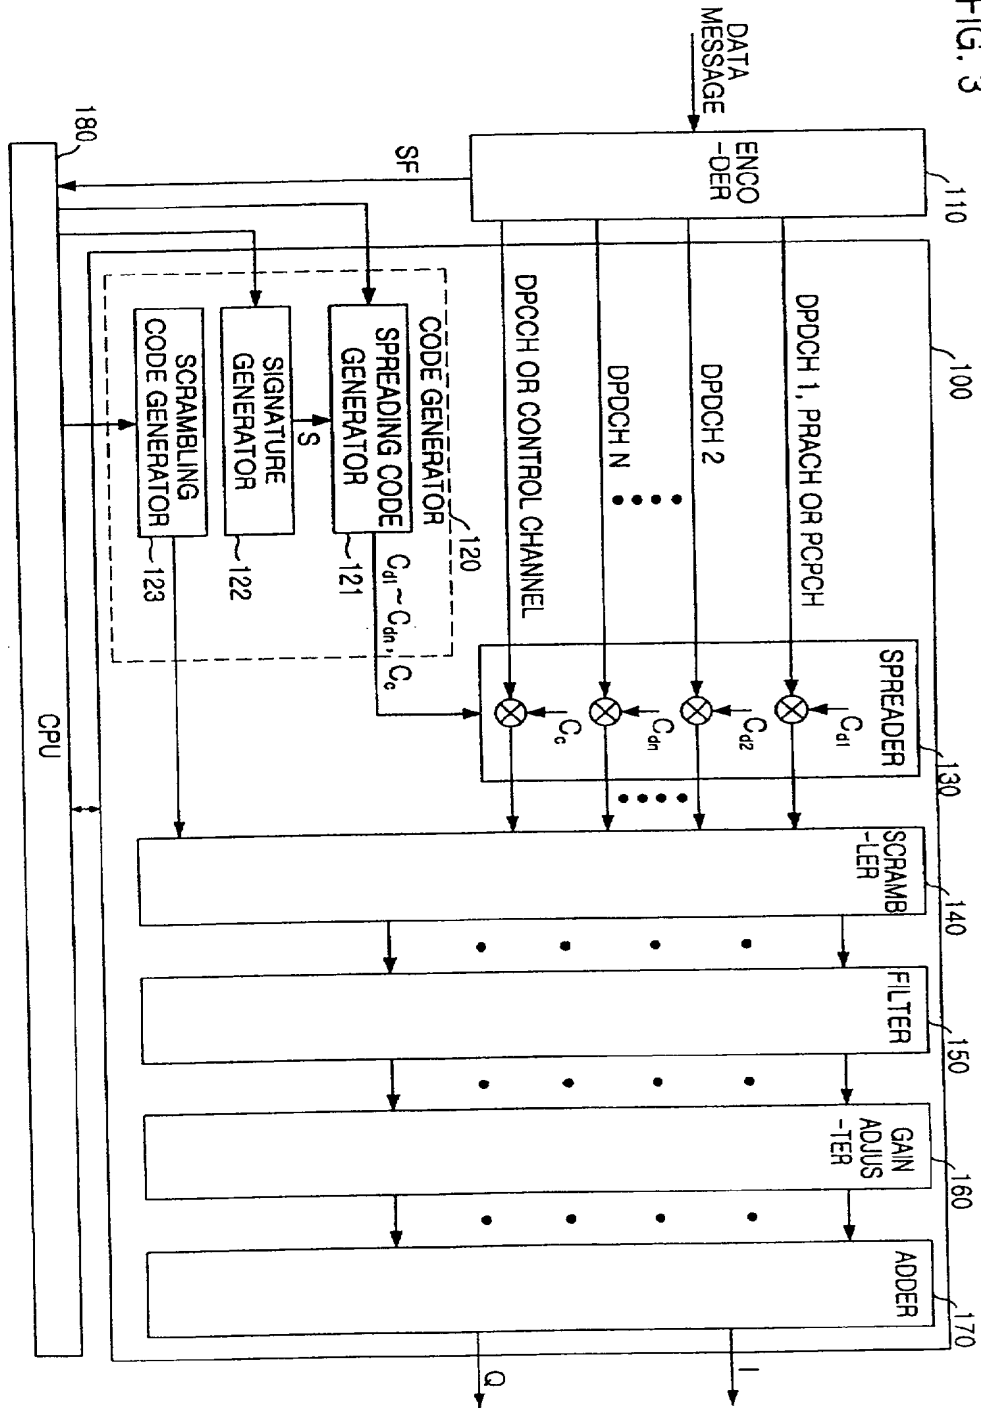 FIG. 3
DATA
MESSAGE
ENCO
-DER
110
SF
180
CPU
100
DPDCH 1, PRACH OR PCPCH
DPDCH 2
DPDCH N
DPCCH OR CONTROL CHANNEL
CODE GENERATOR
120
SPREADING CODE
GENERATOR
121
S
SIGNATURE
GENERATOR
122
SCRAMBLING
CODE GENERATOR
123
Cd1~Cdn, Cc
SPREADER
130
Cd1
Cd2
Cdn
Cc
SCRAMB
-LER
140
FILTER
150
GAIN
ADJUS
-TER
160
ADDER
170
I
Q